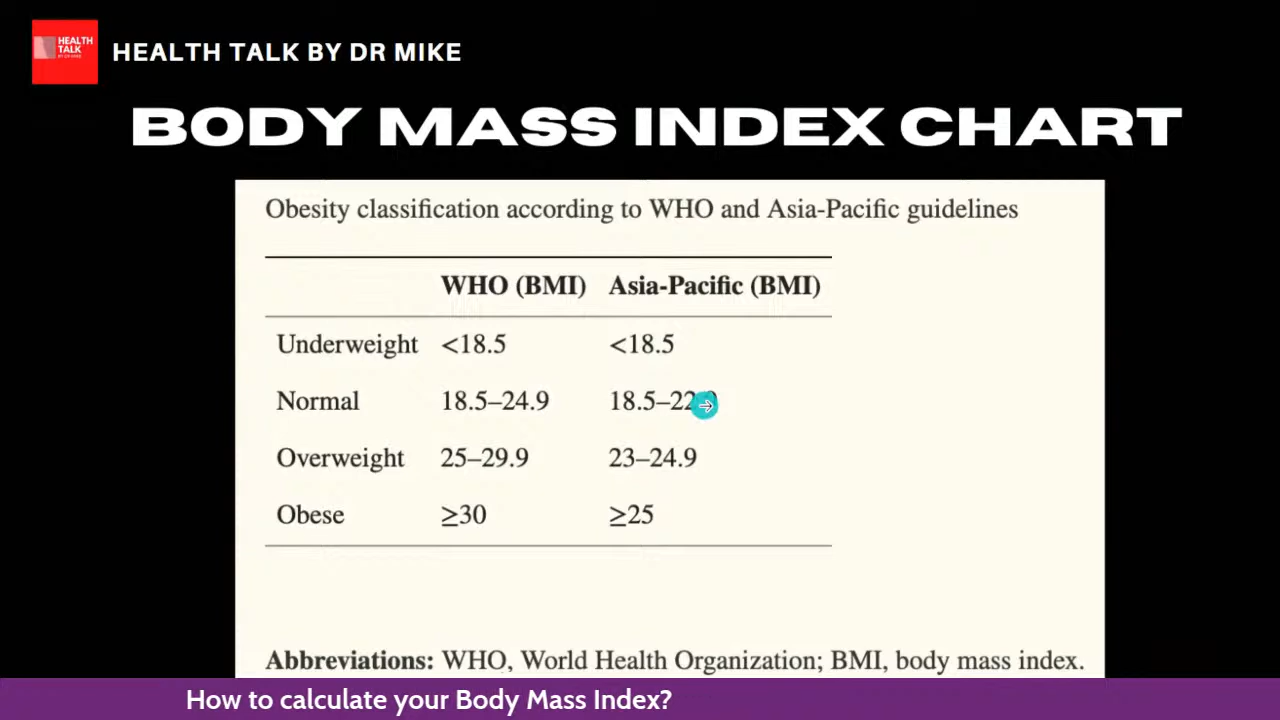 HEALTH
TALK
BY DR MIKE
HEALTH TALK BY DR MIKE
BODY MASS INDEX CHART
Obesity classification according to WHO and Asia-Pacific guidelines
WHO (BMI) Asia-Pacific (BMI)
Underweight <18.5 <18.5
Normal 18.5–24.9
Overweight 25–29.9 23–24.9
Obese ≥30 ≥25
Abbreviations: WHO, World Health Organization; BMI, body mass index.
How to calculate your Body Mass Index?